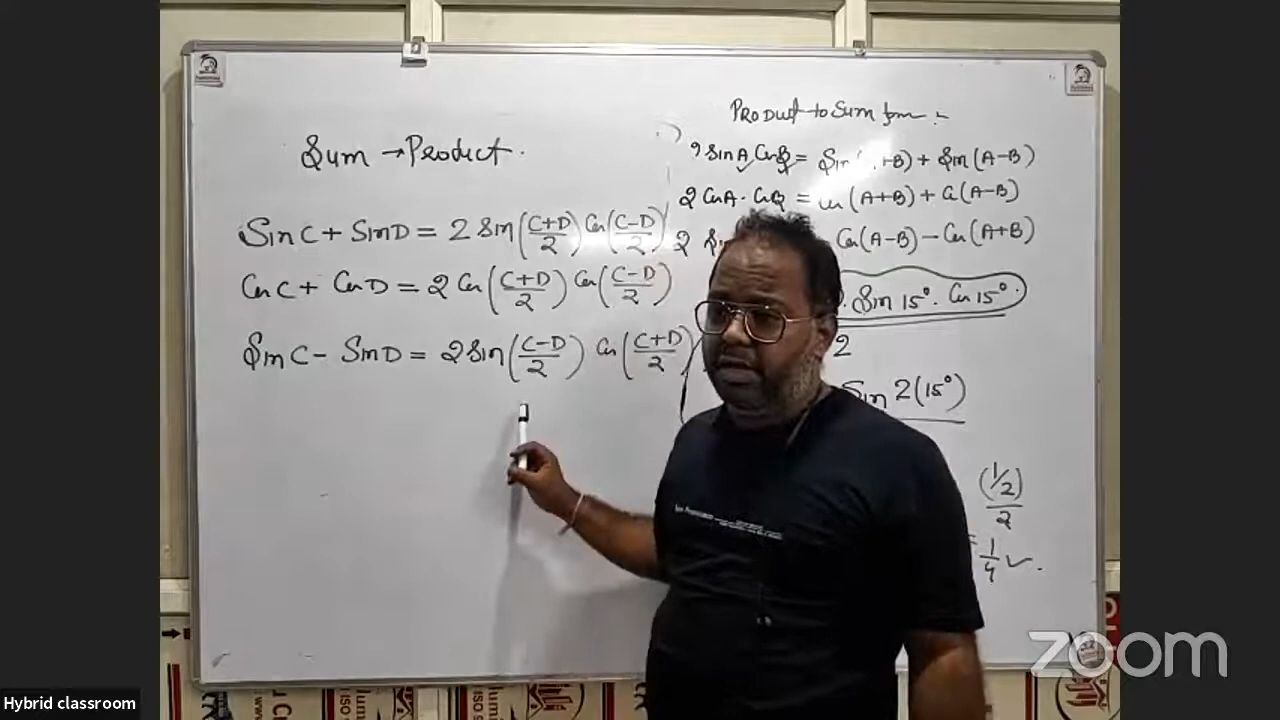 Sum → Product.
Sin C + Sin D = 2 Sin (C+D/2) Cos (C-D/2)
Cos C + Cos D = 2 Cos (C+D/2) Cos (C-D/2)
Sin C - Sin D = 2 Sin (C-D/2) Cos (C+D/2)
Product to Sum form :-
2 Sin A Cos B = Sin( +B) + Sin(A-B)
2 Cos A . Cos B = Cos (A+B) + Cos(A-B)
2 Cos(A-B) - Cos(A+B)
. Sin 15° . Cos 15° .
2
Sin 2(15°)
(1/2)/2
= 1/4 ✓.
zoom
Hybrid classroom